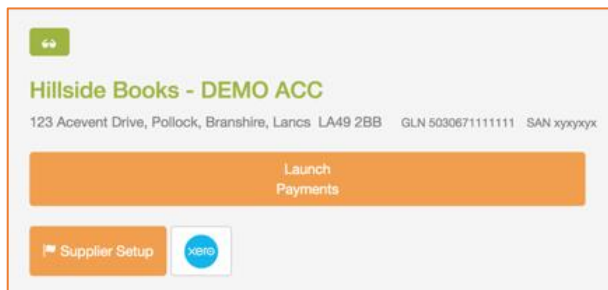 Hillside Books - DEMO ACC
123 Acevent Drive, Pollock, Branshire, Lancs LA49 2BB GLN 5030671111111 SAN xyxyxyx
Launch
Payments
Supplier Setup
xero